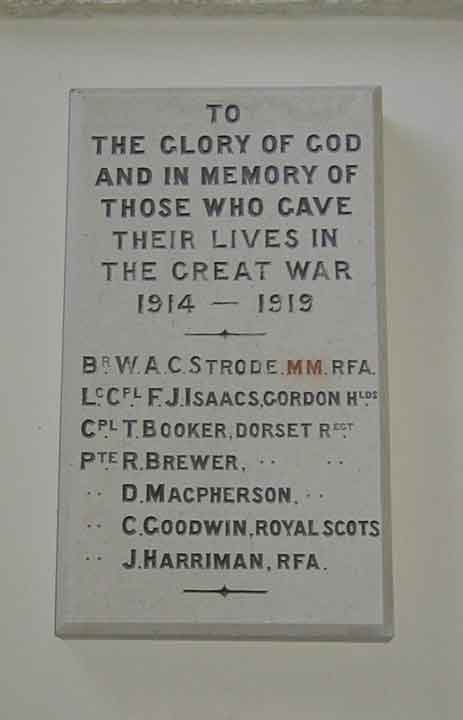 TO
THE GLORY OF GOD
AND IN MEMORY OF
THOSE WHO GAVE
THEIR LIVES IN
THE GREAT WAR
1914 — 1919
BR W.A.C. STRODE. MM. RFA.
LC CPL F.J. ISAACS, GORDON HLDS
CPL T. BOOKER, DORSET REGT
PTE R. BREWER, ·· ··
·· D. MACPHERSON, ··
·· C. GOODWIN, ROYAL SCOTS
·· J. HARRIMAN, RFA.